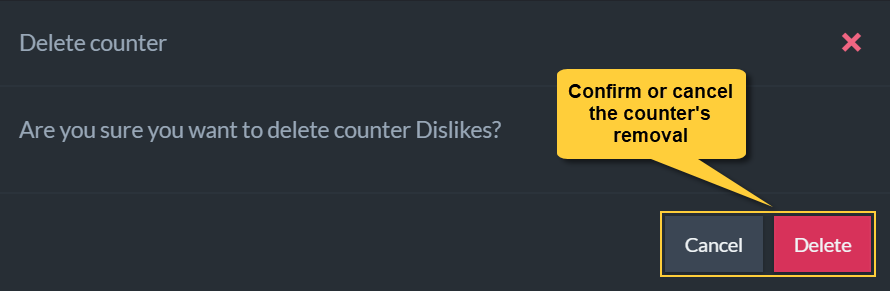 Delete counter
Confirm or cancel
the counter's
removal
Are you sure you want to delete counter Dislikes?
Cancel
Delete